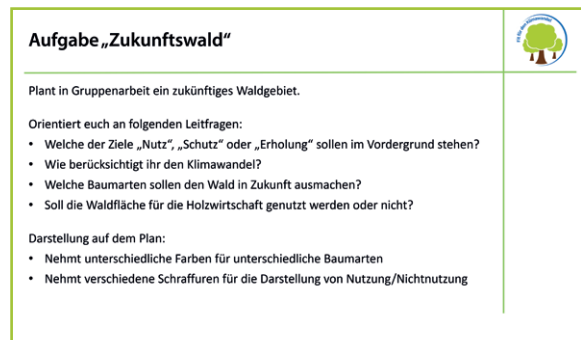 Aufgabe „Zukunftswald“
Plant in Gruppenarbeit ein zukünftiges Waldgebiet.
Orientiert euch an folgenden Leitfragen:
• Welche der Ziele „Nutz“, „Schutz“ oder „Erholung“ sollen im Vordergrund stehen?
• Wie berücksichtigt ihr den Klimawandel?
• Welche Baumarten sollen den Wald in Zukunft ausmachen?
• Soll die Waldfläche für die Holzwirtschaft genutzt werden oder nicht?
Darstellung auf dem Plan:
• Nehmt unterschiedliche Farben für unterschiedliche Baumarten
• Nehmt verschiedene Schraffuren für die Darstellung von Nutzung/Nichtnutzung